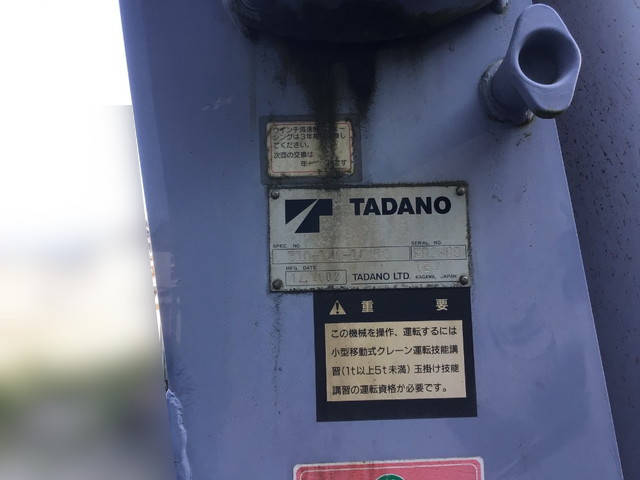 てください。
次回の交換は
年 です
TADANO
SPEC. NO.
SERIAL NO.
MFG. DATE
TADANO LTD. KAGAWA, JAPAN
重 要
この機械を操作、運転するには
小型移動式クレーン運転技能講
習(1t以上5t未満)玉掛け技能
講習の運転資格が必要です。